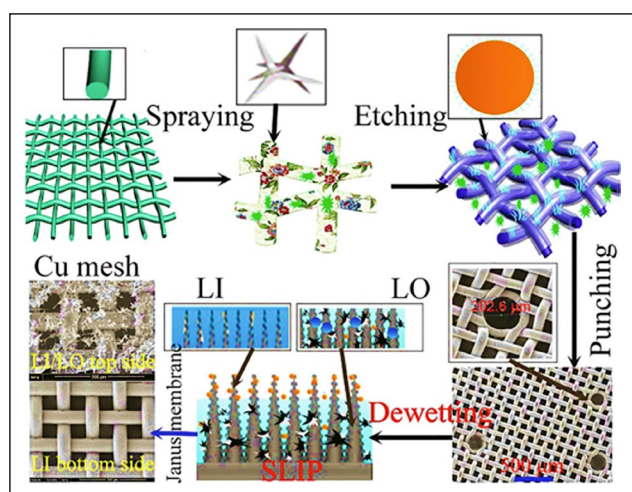 Spraying
Etching
Cu mesh
LI
LO
202.6 µm
Punching
LI/LO top side
LI bottom side
Janus membrane
Dewetting
SLIP
500 µm